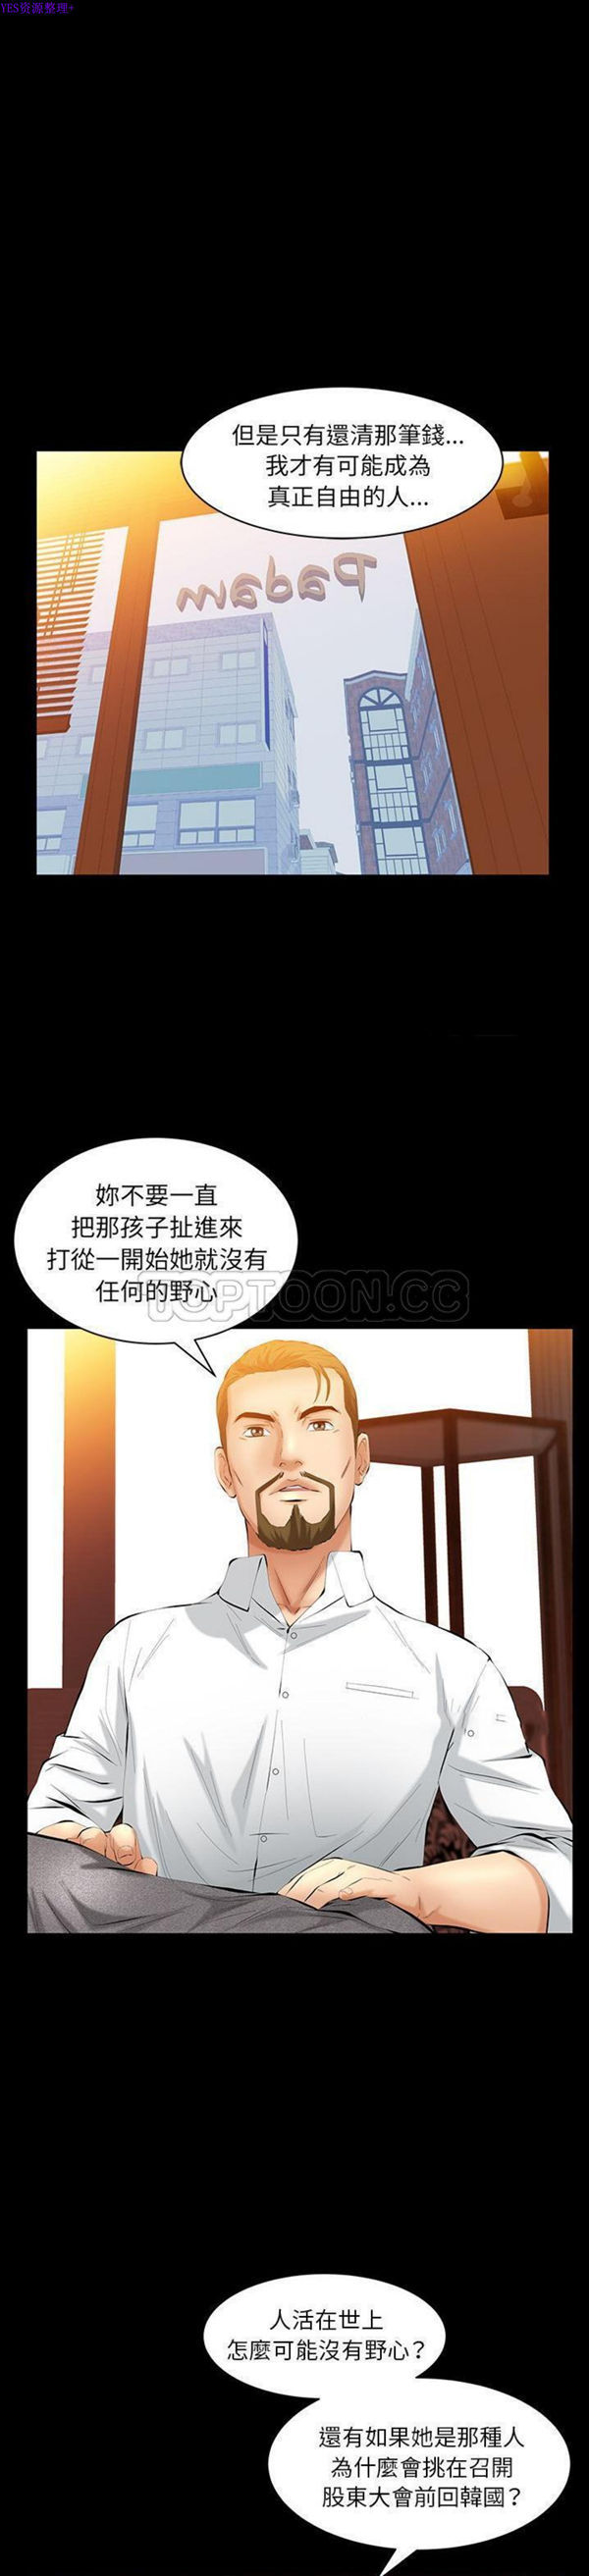 YES资源整理+
但是只有還清那筆錢...
我才有可能成為
真正自由的人...
Padam
妳不要一直
把那孩子扯進來
打從一開始她就沒有
任何的野心
TOPTOON.CC
人活在世上
怎麼可能沒有野心？
還有如果她是那種人
為什麼會挑在召開
股東大會前回韓國？